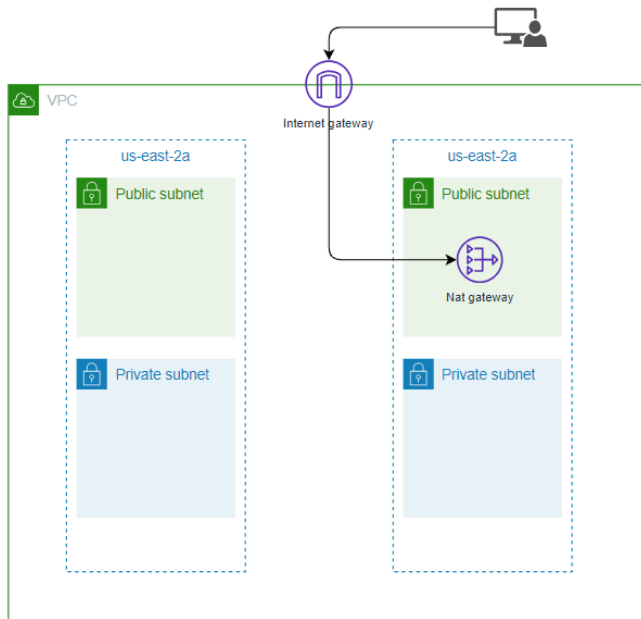 VPC
Internet gateway
us-east-2a
Public subnet
Private subnet
us-east-2a
Public subnet
Nat gateway
Private subnet